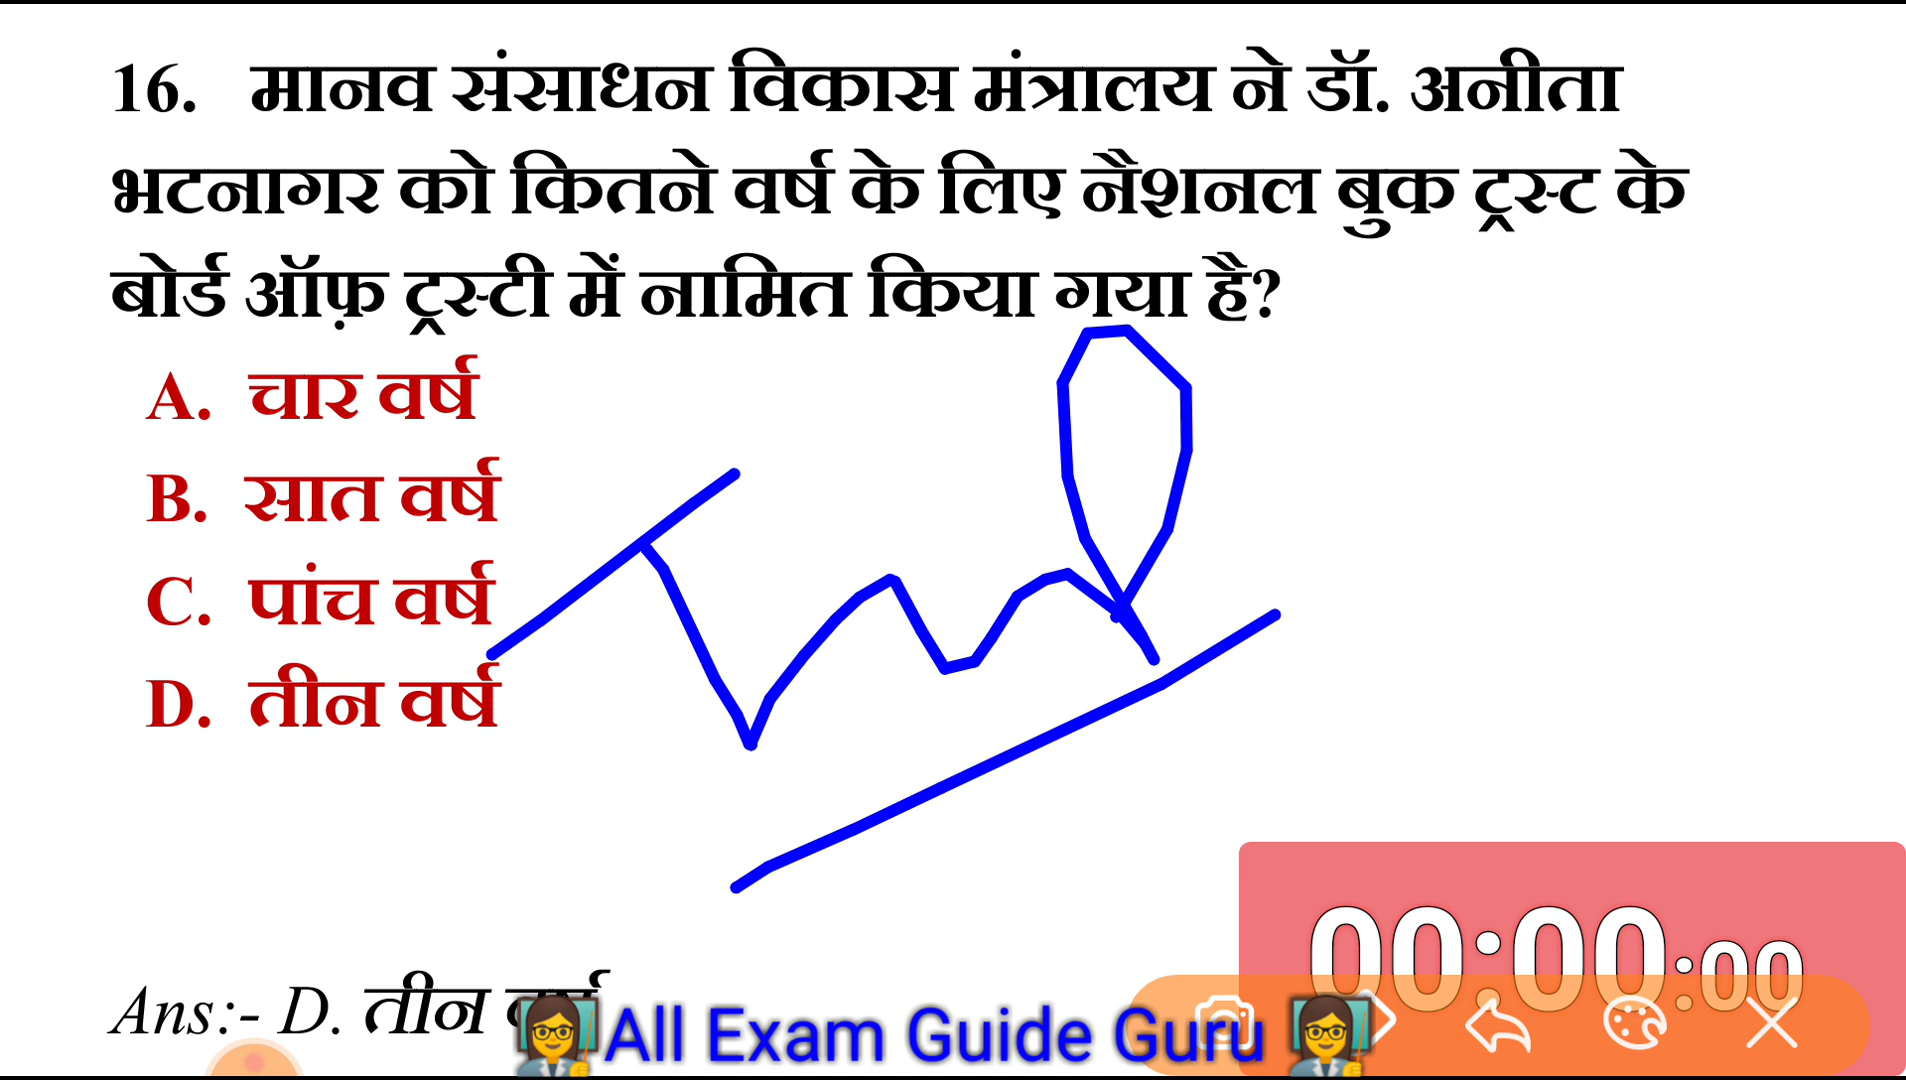 16. मानव संसाधन विकास मंत्रालय ने डॉ. अनीता
भटनागर को कितने वर्ष के लिए नैशनल बुक ट्रस्ट के
बोर्ड ऑफ़ ट्रस्टी में नामित किया गया है?
A. चार वर्ष
B. सात वर्ष
C. पांच वर्ष
D. तीन वर्ष
00:00:00
Ans:- D. तीन
All Exam Guide Guru